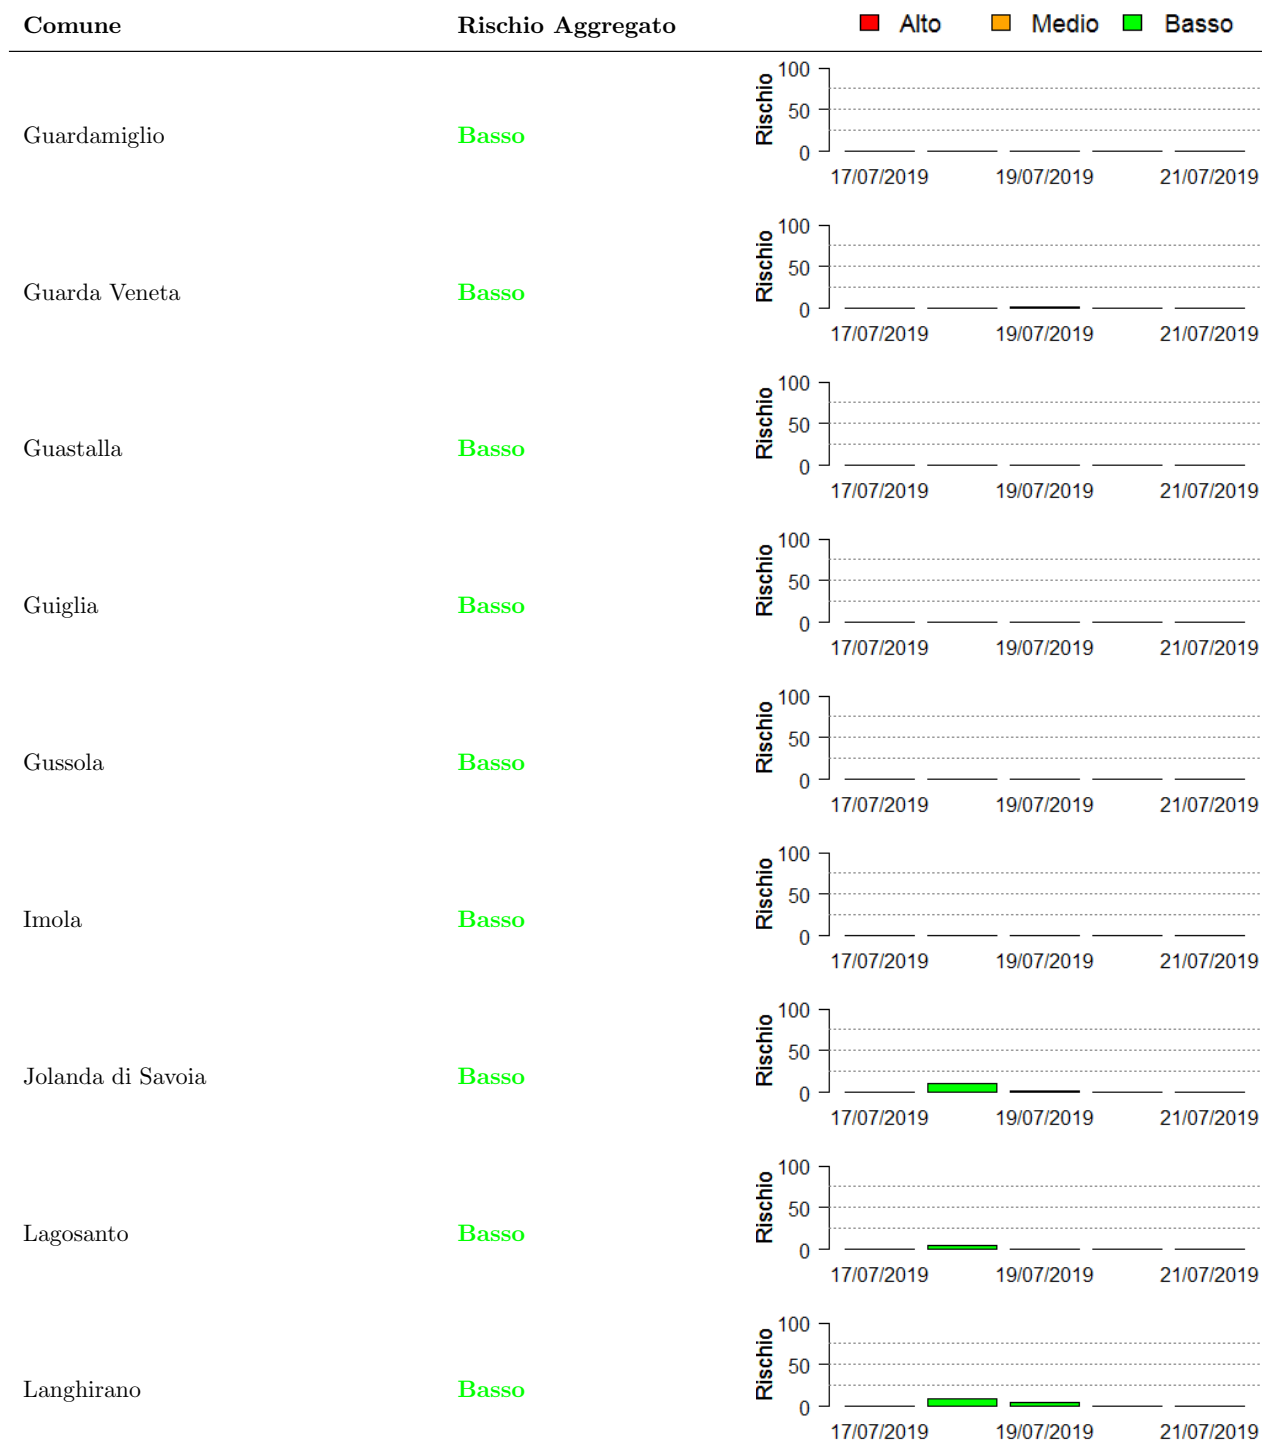 Comune Rischio Aggregato Alto Medio Basso
100
Rischio
50
Guardamiglio Basso
0
17/07/2019 19/07/2019 21/07/2019
100
Rischio
50
Guarda Veneta Basso
0
17/07/2019 19/07/2019 21/07/2019
100
Rischio
50
Guastalla Basso
0
17/07/2019 19/07/2019 21/07/2019
100
Rischio
50
Guiglia Basso
0
17/07/2019 19/07/2019 21/07/2019
100
Rischio
50
Gussola Basso
0
17/07/2019 19/07/2019 21/07/2019
100
Rischio
50
Imola Basso
0
17/07/2019 19/07/2019 21/07/2019
100
Rischio
50
Jolanda di Savoia Basso
0
17/07/2019 19/07/2019 21/07/2019
100
Rischio
50
Lagosanto Basso
0
17/07/2019 19/07/2019 21/07/2019
100
Rischio
50
Langhirano Basso
0
17/07/2019 19/07/2019 21/07/2019